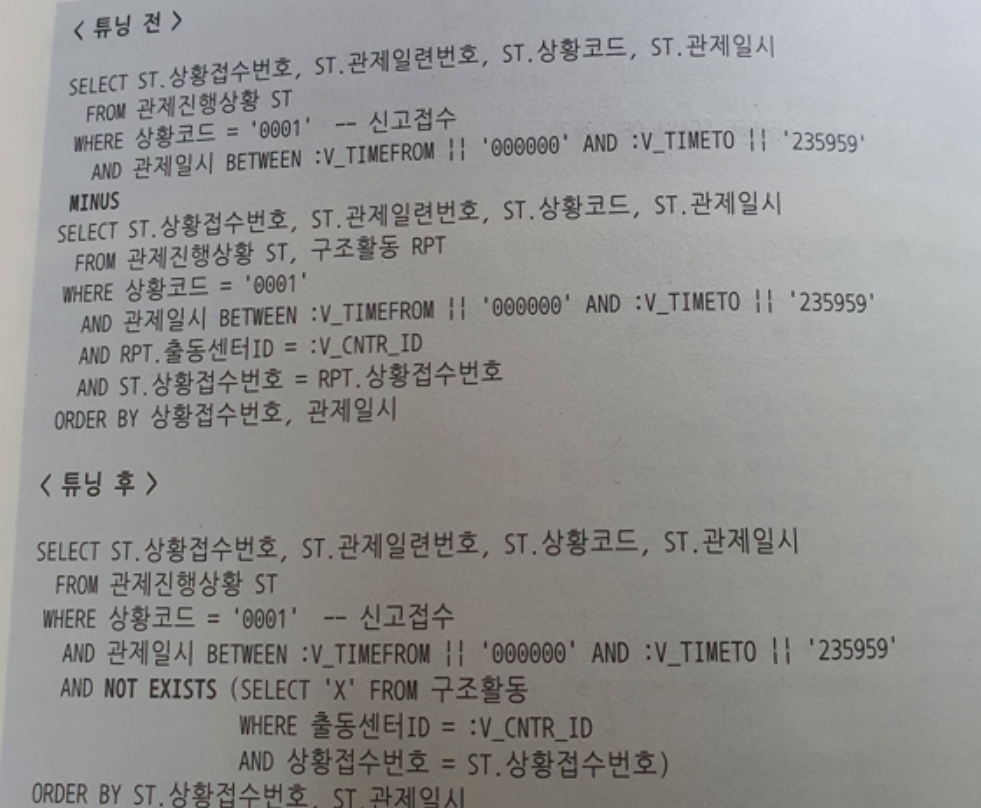 < 튜닝 전 >
SELECT ST.상황접수번호, ST.관제일련번호, ST.상황코드, ST.관제일시
FROM 관제진행상황 ST
WHERE 상황코드 = '0001' -- 신고접수
AND 관제일시 BETWEEN :V_TIMEFROM || '000000' AND :V_TIMETO || '235959'
MINUS
SELECT ST.상황접수번호, ST.관제일련번호, ST.상황코드, ST.관제일시
FROM 관제진행상황 ST, 구조활동 RPT
WHERE 상황코드 = '0001'
AND 관제일시 BETWEEN :V_TIMEFROM || '000000' AND :V_TIMETO || '235959'
AND RPT.출동센터ID = :V_CNTR_ID
AND ST.상황접수번호 = RPT.상황접수번호
ORDER BY 상황접수번호, 관제일시
< 튜닝 후 >
SELECT ST.상황접수번호, ST.관제일련번호, ST.상황코드, ST.관제일시
FROM 관제진행상황 ST
WHERE 상황코드 = '0001' -- 신고접수
AND 관제일시 BETWEEN :V_TIMEFROM || '000000' AND :V_TIMETO || '235959'
AND NOT EXISTS (SELECT 'X' FROM 구조활동
WHERE 출동센터ID = :V_CNTR_ID
AND 상황접수번호 = ST.상황접수번호)
ORDER BY ST.상황접수번호, ST.관제일시